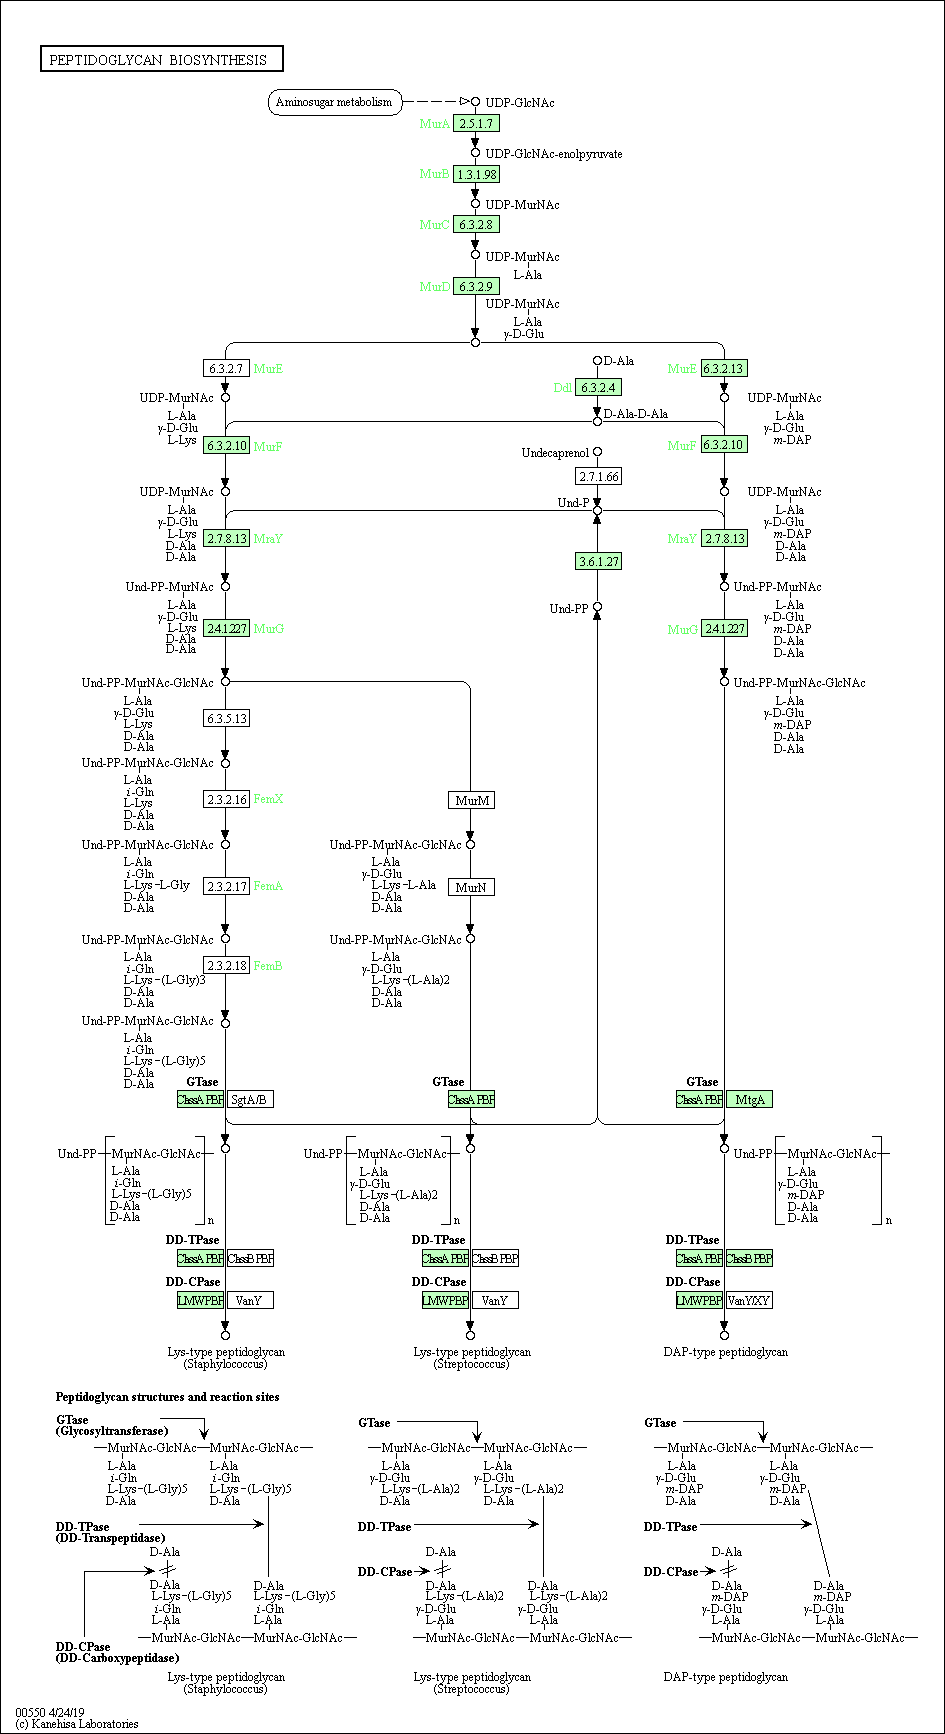 PEPTIDOGLYCAN BIOSYNTHESIS
Aminosugar metabolism
UDP-GlcNAc
MurA 2.5.1.7
UDP-GlcNAc-enolpyruvate
MurB 1.3.1.98
UDP-MurNAc
MurC 6.3.2.8
UDP-MurNAc
L-Ala
MurD 6.3.2.9
UDP-MurNAc
L-Ala
γ-D-Glu
6.3.2.7 MurE
D-Ala
Ddl 6.3.2.4
D-Ala-D-Ala
MurE 6.3.2.13
UDP-MurNAc
L-Ala
γ-D-Glu
L-Lys
UDP-MurNAc
L-Ala
γ-D-Glu
m-DAP
6.3.2.10 MurF
MurF 6.3.2.10
Undecaprenol
2.7.1.66
Und-P
UDP-MurNAc
L-Ala
γ-D-Glu
L-Lys
D-Ala
D-Ala
UDP-MurNAc
L-Ala
γ-D-Glu
m-DAP
D-Ala
D-Ala
2.7.8.13 MraY
3.6.1.27
Und-PP
MraY 2.7.8.13
Und-PP-MurNAc
L-Ala
γ-D-Glu
L-Lys
D-Ala
D-Ala
Und-PP-MurNAc
L-Ala
γ-D-Glu
m-DAP
D-Ala
D-Ala
2.4.1.227 MurG
MurG 2.4.1.227
Und-PP-MurNAc-GlcNAc
L-Ala
γ-D-Glu
L-Lys
D-Ala
D-Ala
Und-PP-MurNAc-GlcNAc
L-Ala
γ-D-Glu
m-DAP
D-Ala
D-Ala
6.3.5.13
Und-PP-MurNAc-GlcNAc
L-Ala
i-Gln
L-Lys
D-Ala
D-Ala
2.3.2.16 FemX
MurM
Und-PP-MurNAc-GlcNAc
L-Ala
i-Gln
L-Lys-L-Gly
D-Ala
D-Ala
Und-PP-MurNAc-GlcNAc
L-Ala
γ-D-Glu
L-Lys-L-Ala
D-Ala
D-Ala
2.3.2.17 FemA
MurN
Und-PP-MurNAc-GlcNAc
L-Ala
i-Gln
L-Lys-(L-Gly)3
D-Ala
D-Ala
Und-PP-MurNAc-GlcNAc
L-Ala
γ-D-Glu
L-Lys-(L-Ala)2
D-Ala
D-Ala
2.3.2.18 FemB
Und-PP-MurNAc-GlcNAc
L-Ala
i-Gln
L-Lys-(L-Gly)5
D-Ala
D-Ala
GTase
ClassA PBP SgtA/B
GTase
ClassA PBP
GTase
ClassA PBP MtgA
Und-PP MurNAc-GlcNAc
L-Ala
i-Gln
L-Lys-(L-Gly)5
D-Ala
D-Ala
n
Und-PP MurNAc-GlcNAc
L-Ala
γ-D-Glu
L-Lys-(L-Ala)2
D-Ala
D-Ala
n
Und-PP MurNAc-GlcNAc
L-Ala
γ-D-Glu
m-DAP
D-Ala
D-Ala
n
DD-TPase
ClassA PBP ClassB PBP
DD-CPase
LMWPBP VanY
DD-TPase
ClassA PBP ClassB PBP
DD-CPase
LMWPBP VanY
DD-TPase
ClassA PBP ClassB PBP
DD-CPase
LMWPBP VanY/XY
Lys-type peptidoglycan
(Staphylococcus)
Lys-type peptidoglycan
(Streptococcus)
DAP-type peptidoglycan
Peptidoglycan structures and reaction sites
GTase
(Glycosyltransferase)
MurNAc-GlcNAc MurNAc-GlcNAc
L-Ala L-Ala
i-Gln i-Gln
L-Lys-(L-Gly)5 L-Lys-(L-Gly)5
D-Ala D-Ala
DD-TPase
(DD-Transpeptidase)
D-Ala
D-Ala D-Ala
L-Lys-(L-Gly)5 L-Lys-(L-Gly)5
i-Gln i-Gln
L-Ala L-Ala
MurNAc-GlcNAc MurNAc-GlcNAc
DD-CPase
(DD-Carboxypeptidase)
Lys-type peptidoglycan
(Staphylococcus)
GTase
MurNAc-GlcNAc MurNAc-GlcNAc
L-Ala L-Ala
γ-D-Glu γ-D-Glu
L-Lys-(L-Ala)2 L-Lys-(L-Ala)2
D-Ala D-Ala
DD-TPase
D-Ala
DD-CPase
D-Ala D-Ala
L-Lys-(L-Ala)2 L-Lys-(L-Ala)2
γ-D-Glu γ-D-Glu
L-Ala L-Ala
MurNAc-GlcNAc MurNAc-GlcNAc
Lys-type peptidoglycan
(Streptococcus)
GTase
MurNAc-GlcNAc MurNAc-GlcNAc
L-Ala L-Ala
γ-D-Glu γ-D-Glu
m-DAP m-DAP
D-Ala D-Ala
DD-TPase
D-Ala
DD-CPase
D-Ala D-Ala
m-DAP m-DAP
γ-D-Glu γ-D-Glu
L-Ala L-Ala
MurNAc-GlcNAc MurNAc-GlcNAc
DAP-type peptidoglycan
00550 4/24/19
(c) Kanehisa Laboratories